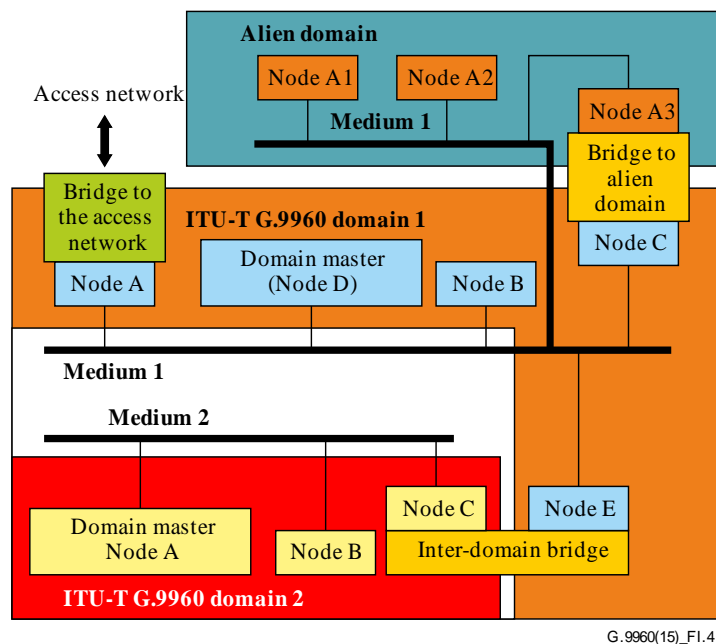 Alien domain
Node A1
Node A2
Access network
Medium 1
Node A3
Bridge to
alien
domain
Bridge to
the access
network
ITU-T G.9960 domain 1
Domain master
(Node D)
Node A
Node B
Node C
Medium 1
Medium 2
Node C
Node E
Domain master
Node A
Node B
Inter-domain bridge
ITU-T G.9960 domain 2
G.9960(15)_FI.4